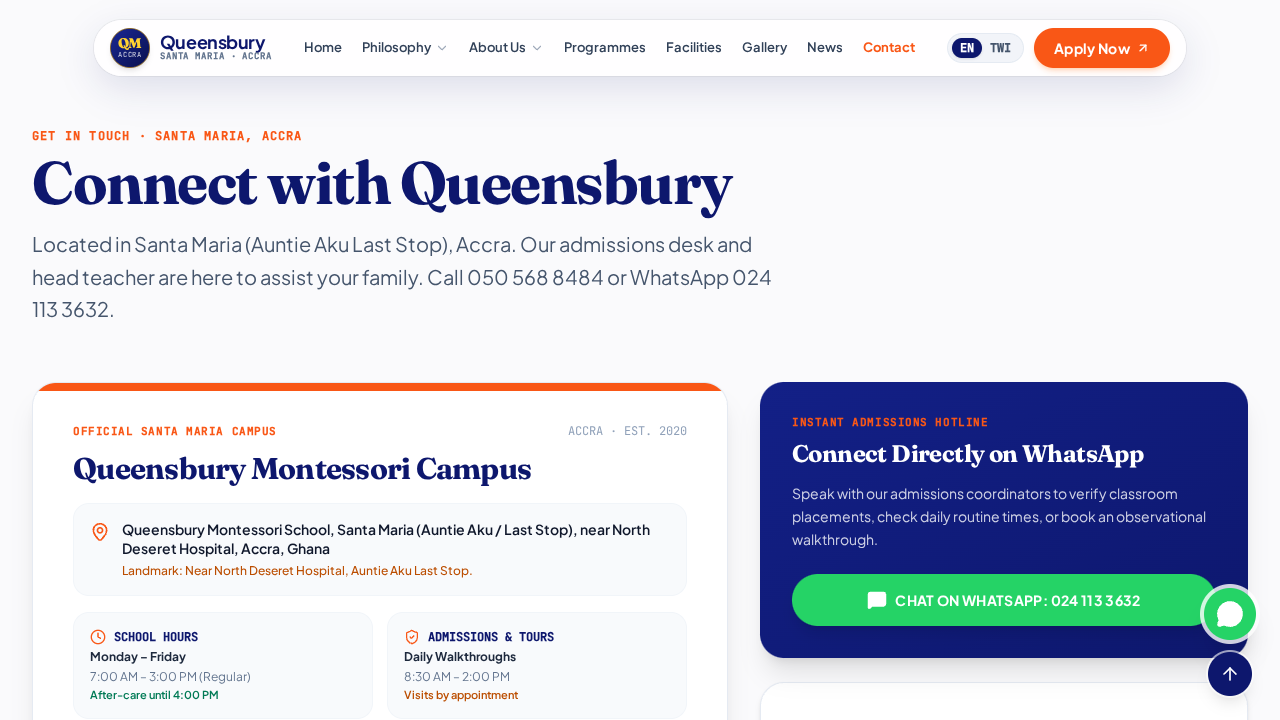 QM
ACCRA
Queensbury
SANTA MARIA · ACCRA
Home
Philosophy
About Us
Programmes
Facilities
Gallery
News
Contact
EN
TWI
Apply Now
GET IN TOUCH · SANTA MARIA, ACCRA
Connect with Queensbury
Located in Santa Maria (Auntie Aku Last Stop), Accra. Our admissions desk and
head teacher are here to assist your family. Call 050 568 8484 or WhatsApp 024
113 3632.
OFFICIAL SANTA MARIA CAMPUS
ACCRA · EST. 2020
Queensbury Montessori Campus
Queensbury Montessori School, Santa Maria (Auntie Aku / Last Stop), near North
Deseret Hospital, Accra, Ghana
Landmark: Near North Deseret Hospital, Auntie Aku Last Stop.
SCHOOL HOURS
Monday – Friday
7:00 AM – 3:00 PM (Regular)
After-care until 4:00 PM
ADMISSIONS & TOURS
Daily Walkthroughs
8:30 AM – 2:00 PM
Visits by appointment
INSTANT ADMISSIONS HOTLINE
Connect Directly on WhatsApp
Speak with our admissions coordinators to verify classroom
placements, check daily routine times, or book an observational
walkthrough.
CHAT ON WHATSAPP: 024 113 3632